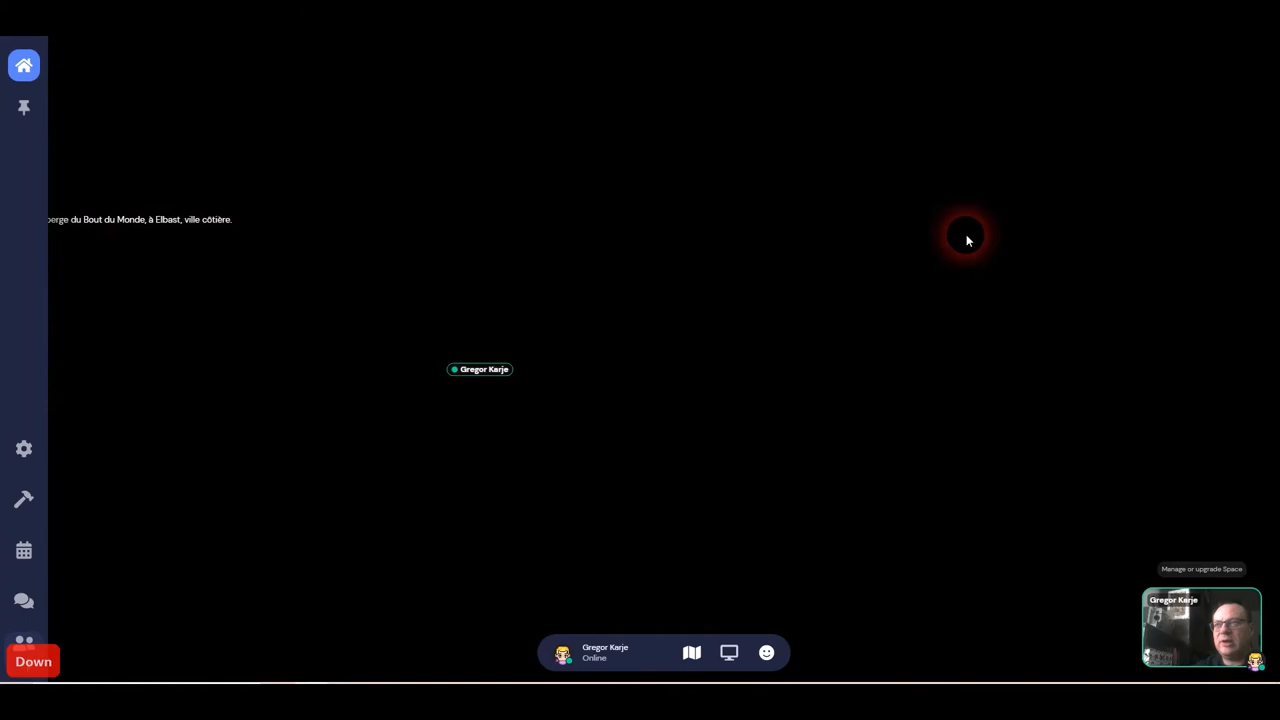 berge du Bout du Monde, à Elbast, ville côtière.
Gregor Karje
Manage or upgrade Space
Gregor Karje
Gregor Karje
Online
Down